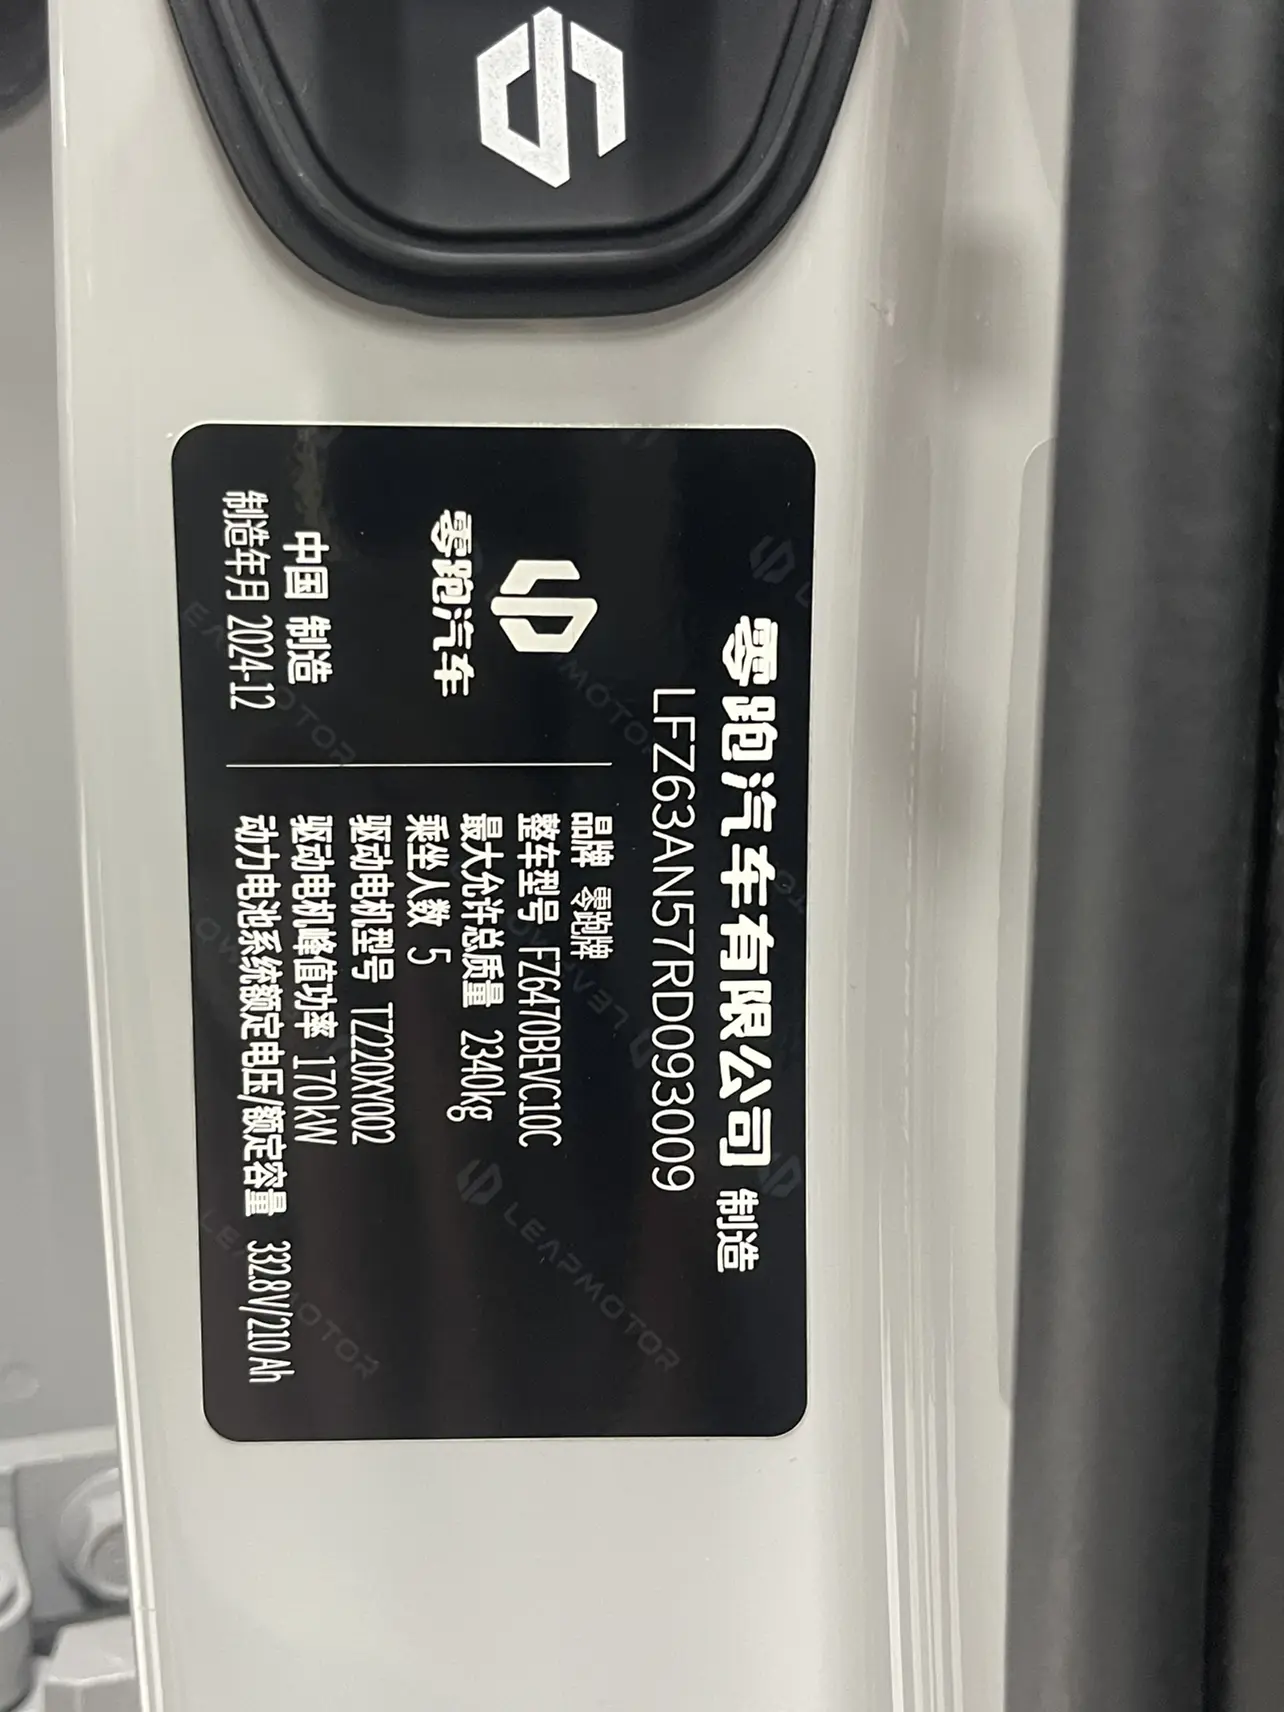 零跑汽车有限公司 制造
LFZ63AN57RD093009
零跑汽车
中国 制造
制造年月 2024-12
品牌 零跑牌
整车型号 FZ6470BEVC10C
最大允许总质量 2340kg
乘坐人数 5
驱动电机型号 TZ220XY002
驱动电机峰值功率 170kW
动力电池系统额定电压/额定容量 332.8V/210Ah
LEAPMOTOR
LEAPMOTOR
LEAPMOTOR